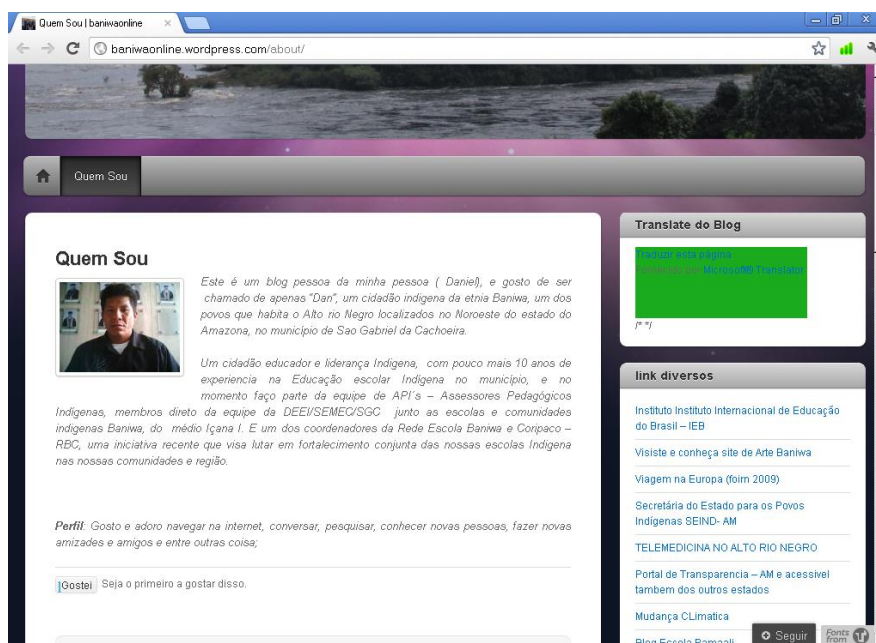 Quem Sou | baniwaonline
baniwaonline.wordpress.com/about/
Quem Sou
Quem Sou
Este é um blog pessoa da minha pessoa ( Daniel), e gosto de ser
chamado de apenas "Dan", um cidadão indigena da etnia Baniwa, um dos
povos que habita o Alto rio Negro localizados no Noroeste do estado do
Amazona, no município de Sao Gabriel da Cachoeira.
Um cidadão educador e liderança Indigena, com pouco mais 10 anos de
experiencia na Educação escolar Indígena no município, e no
momento faço parte da equipe de API´s – Assessores Pedagógicos
Indígenas, membros direto da equipe da DEEI/SEMEC/SGC junto as escolas e comunidades
indigenas Baniwa, do médio Içana I. E um dos coordenadores da Rede Escola Baniwa e Coripaco –
RBC, uma iniciativa recente que visa lutar em fortalecimento conjunta das nossas escolas Indígena
nas nossas comunidades e região.
Perfil: Gosto e adoro navegar na internet, conversar, pesquisar, conhecer novas pessoas, fazer novas
amizades e amigos e entre outras coisa;
Gostei Seja o primeiro a gostar disso.
Translate do Blog
Traduzir esta página
Fornecido por Microsoft® Translator
/* */
link diversos
Instituto Instituto Internacional de Educação
do Brasil – IEB
Visiste e conheça site de Arte Baniwa
Viagem na Europa (foirn 2009)
Secretária do Estado para os Povos
Indígenas SEIND- AM
TELEMEDICINA NO ALTO RIO NEGRO
Portal de Transparencia – AM e acessivel
tambem dos outros estados
Mudança CLimatica
Blog Escola Pamaali
Seguir
Fonts
from